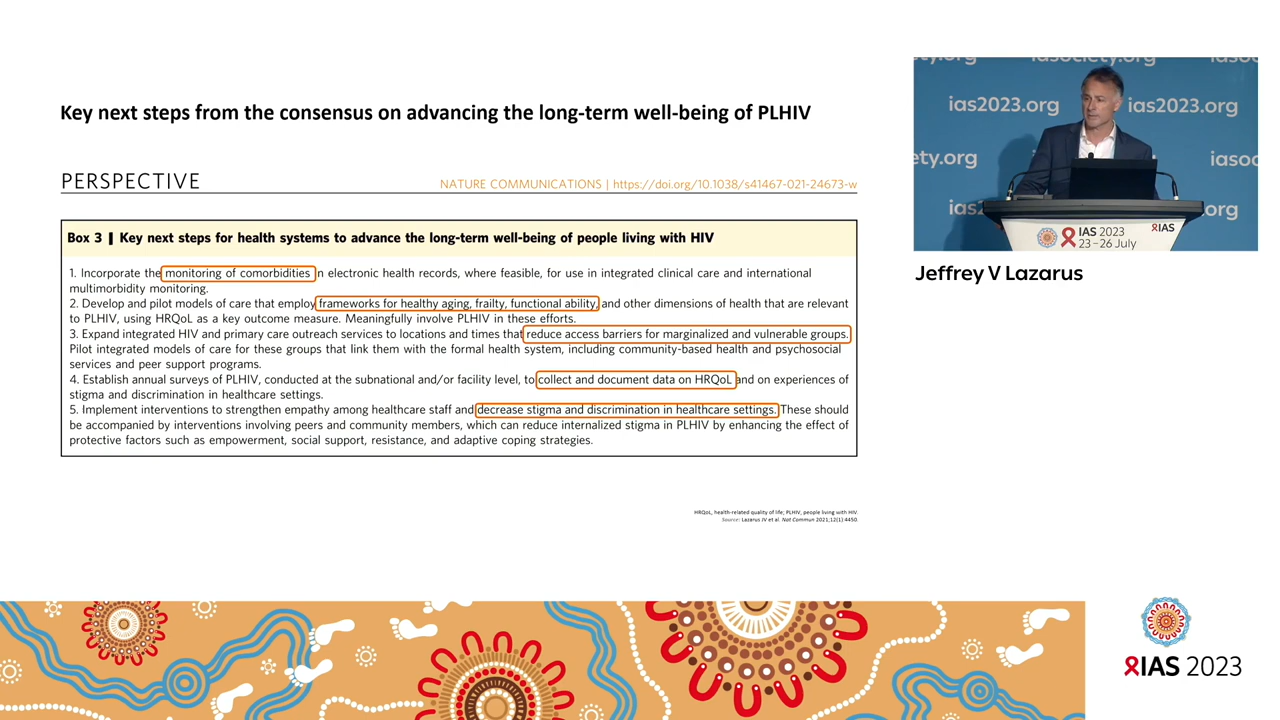 Key next steps from the consensus on advancing the long-term well-being of PLHIV
PERSPECTIVE
NATURE COMMUNICATIONS | https://doi.org/10.1038/s41467-021-24673-w
Box 3 | Key next steps for health systems to advance the long-term well-being of people living with HIV
1. Incorporate the monitoring of comorbidities in electronic health records, where feasible, for use in integrated clinical care and international
multimorbidity monitoring.
2. Develop and pilot models of care that employ frameworks for healthy aging, frailty, functional ability, and other dimensions of health that are relevant
to PLHIV, using HRQoL as a key outcome measure. Meaningfully involve PLHIV in these efforts.
3. Expand integrated HIV and primary care outreach services to locations and times that reduce access barriers for marginalized and vulnerable groups.
Pilot integrated models of care for these groups that link them with the formal health system, including community-based health and psychosocial
services and peer support programs.
4. Establish annual surveys of PLHIV, conducted at the subnational and/or facility level, to collect and document data on HRQoL and on experiences of
stigma and discrimination in healthcare settings.
5. Implement interventions to strengthen empathy among healthcare staff and decrease stigma and discrimination in healthcare settings. These should
be accompanied by interventions involving peers and community members, which can reduce internalized stigma in PLHIV by enhancing the effect of
protective factors such as empowerment, social support, resistance, and adaptive coping strategies.
HRQoL, health-related quality of life; PLHIV, people living with HIV.
Source: Lazarus JV et al. Nat Commun 2021;12(1):4450.
society.org
ias2023.org
ias2023.org
ety.org
iasoc
ias
.org
IAS 2023
23–26 July
IAS
Jeffrey V Lazarus
IAS 2023